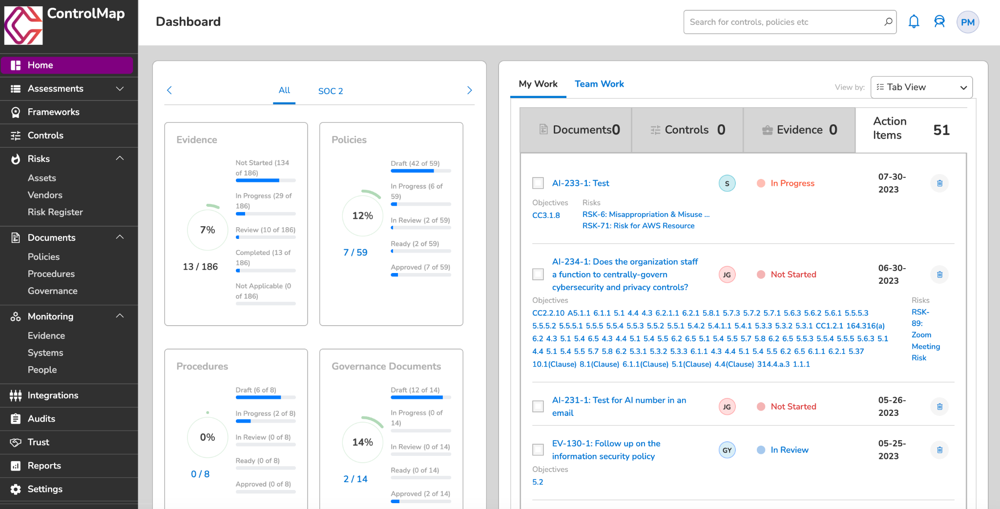 ControlMap
Dashboard
Search for controls, policies etc
PM
Home
Assessments
Frameworks
Controls
Risks
Assets
Vendors
Risk Register
Documents
Policies
Procedures
Governance
Monitoring
Evidence
Systems
People
Integrations
Audits
Trust
Reports
Settings
All
SOC 2
Evidence
Not Started (134
of 186)
In Progress (29 of
186)
Review (10 of 186)
Completed (13 of
186)
Not Applicable (0
of 186)
7%
13 / 186
Policies
Draft (42 of 59)
In Progress (6 of
59)
In Review (2 of 59)
Ready (2 of 59)
Approved (7 of 59)
12%
7 / 59
Procedures
Draft (6 of 8)
In Progress (2 of 8)
In Review (0 of 8)
Ready (0 of 8)
Approved (0 of 8)
0%
0 / 8
Governance Documents
Draft (12 of 14)
In Progress (0 of
14)
In Review (0 of 14)
Ready (0 of 14)
Approved (2 of 14)
14%
2 / 14
My Work
Team Work
View by:
Tab View
Documents 0
Controls 0
Evidence 0
Action
Items
51
AI-233-1: Test
S
In Progress
07-30-
2023
Objectives
CC3.1.8
Risks
RSK-6: Misappropriation & Misuse ...
RSK-71: Risk for AWS Resource
AI-234-1: Does the organization staff
a function to centrally-govern
cybersecurity and privacy controls?
JG
Not Started
06-30-
2023
Objectives
CC2.2.10 A5.1.1 6.1.1 5.1 4.4 4.3 6.2.1.1 6.2.1 5.8.1 5.7.3 5.7.2 5.7.1 5.6.3 5.6.2 5.6.1 5.5.5.3
5.5.5.2 5.5.5.1 5.5.5 5.5.4 5.5.3 5.5.2 5.5.1 5.4.2 5.4.1.1 5.4.1 5.3.3 5.3.2 5.3.1 CC1.2.1 164.316(a)
6.2 4.3 5.1 5.4 6.5 4.3 4.4 5.1 5.4 5.5 6.2 6.5 5.1 5.4 5.5 5.7 5.8 6.2 6.5 5.5.3 5.5.4 5.5.5 5.6.3 5.1
4.4 5.1 5.4 5.5 5.7 5.8 6.2 5.3.1 5.3.2 5.3.3 6.1.1 4.3 4.4 5.1 5.4 5.5 6.2 6.5 6.1.1 6.2.1 5.37
10.1(Clause) 8.1(Clause) 6.1.1(Clause) 5.1(Clause) 4.4(Clause) 314.4.a.3 1.1.1
Risks
RSK-
89:
Zoom
Meeting
Risk
AI-231-1: Test for AI number in an
email
JG
Not Started
05-26-
2023
EV-130-1: Follow up on the
information security policy
GY
In Review
05-25-
2023
Objectives
5.2